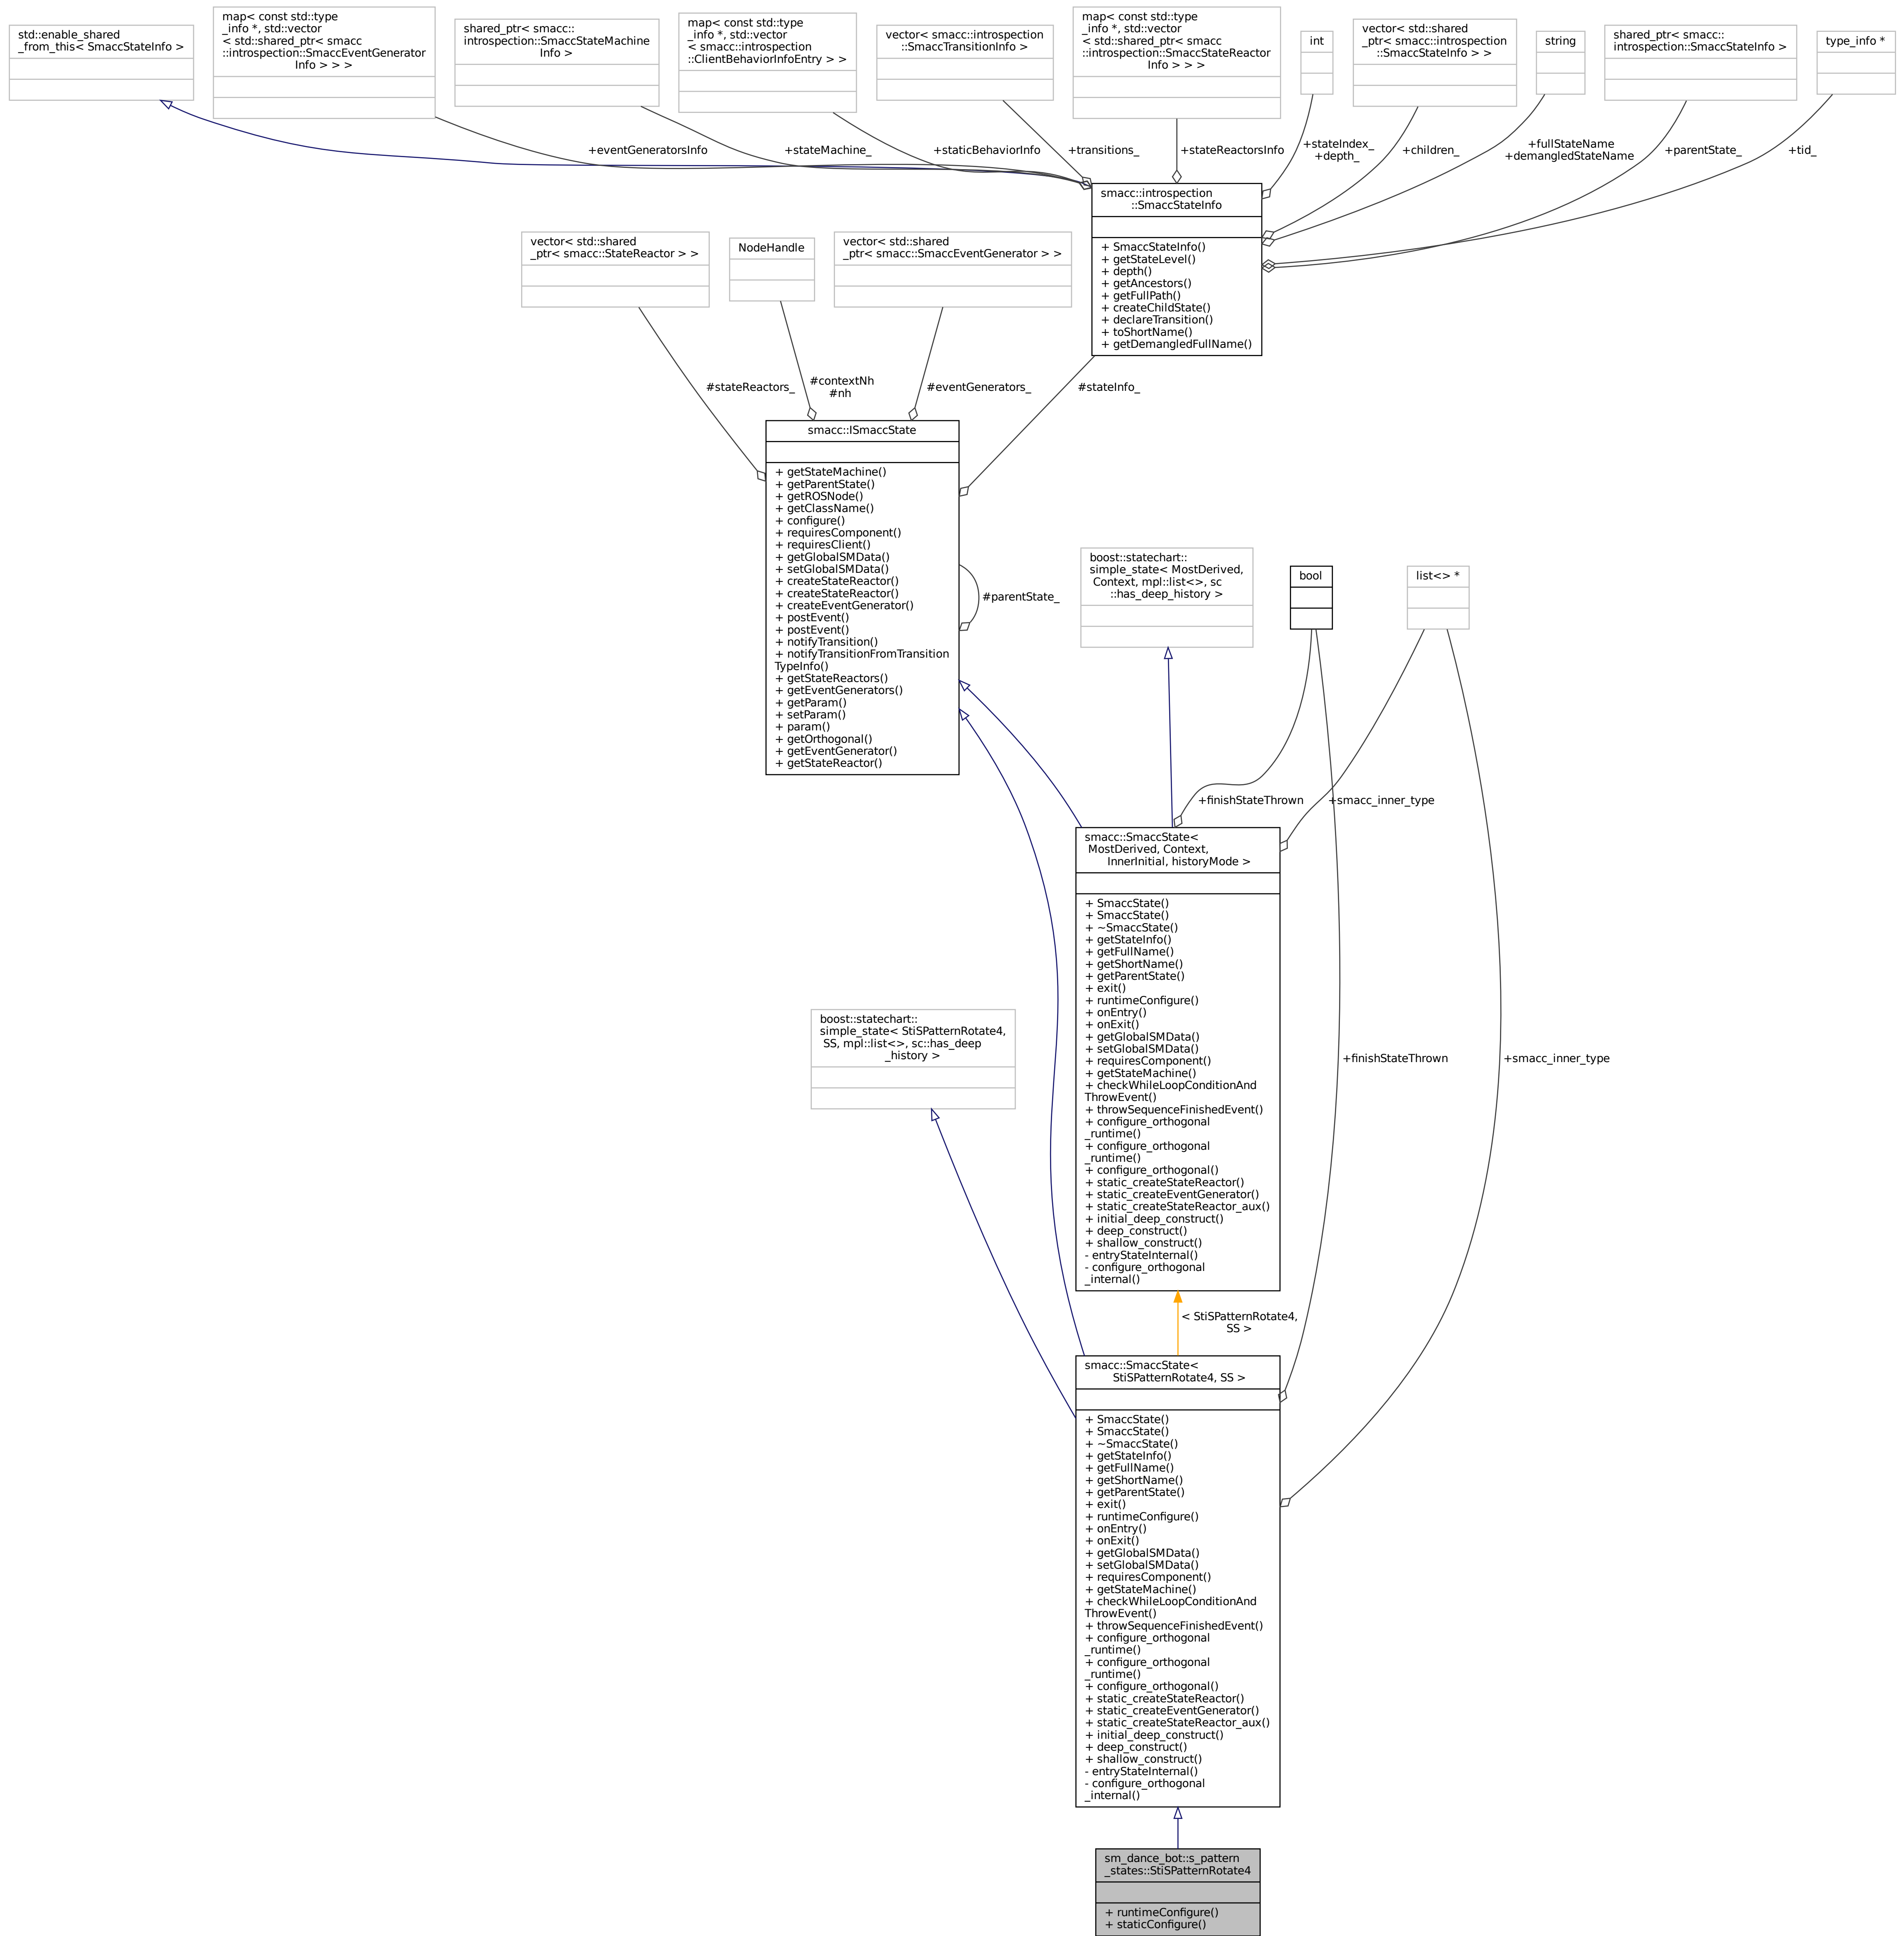 std::enable_shared
_from_this< SmaccStateInfo >
map< const std::type
_info *, std::vector
< std::shared_ptr< smacc
::introspection::SmaccEventGenerator
Info > > >
shared_ptr< smacc::
introspection::SmaccStateMachine
Info >
map< const std::type
_info *, std::vector
< smacc::introspection
::ClientBehaviorInfoEntry > >
vector< smacc::introspection
::SmaccTransitionInfo >
map< const std::type
_info *, std::vector
< std::shared_ptr< smacc
::introspection::SmaccStateReactor
Info > > >
int
vector< std::shared
_ptr< smacc::introspection
::SmaccStateInfo > >
string
shared_ptr< smacc::
introspection::SmaccStateInfo >
type_info *
+eventGeneratorsInfo
+stateMachine_
+staticBehaviorInfo
+transitions_
+stateReactorsInfo
+stateIndex_
+depth_
+children_
+fullStateName
+demangledStateName
+parentState_
+tid_
smacc::introspection
::SmaccStateInfo
+ SmaccStateInfo()
+ getStateLevel()
+ depth()
+ getAncestors()
+ getFullPath()
+ createChildState()
+ declareTransition()
+ toShortName()
+ getDemangledFullName()
vector< std::shared
_ptr< smacc::StateReactor > >
NodeHandle
vector< std::shared
_ptr< smacc::SmaccEventGenerator > >
#stateReactors_
#contextNh
#nh
#eventGenerators_
#stateInfo_
smacc::ISmaccState
+ getStateMachine()
+ getParentState()
+ getROSNode()
+ getClassName()
+ configure()
+ requiresComponent()
+ requiresClient()
+ getGlobalSMData()
+ setGlobalSMData()
+ createStateReactor()
+ createStateReactor()
+ createEventGenerator()
+ postEvent()
+ postEvent()
+ notifyTransition()
+ notifyTransitionFromTransition
TypeInfo()
+ getStateReactors()
+ getEventGenerators()
+ getParam()
+ setParam()
+ param()
+ getOrthogonal()
+ getEventGenerator()
+ getStateReactor()
#parentState_
boost::statechart::
simple_state< MostDerived,
Context, mpl::list<>, sc
::has_deep_history >
bool
list<> *
+finishStateThrown
+smacc_inner_type
smacc::SmaccState<
MostDerived, Context,
InnerInitial, historyMode >
+ SmaccState()
+ SmaccState()
+ ~SmaccState()
+ getStateInfo()
+ getFullName()
+ getShortName()
+ getParentState()
+ exit()
+ runtimeConfigure()
+ onEntry()
+ onExit()
+ getGlobalSMData()
+ setGlobalSMData()
+ requiresComponent()
+ getStateMachine()
+ checkWhileLoopConditionAnd
ThrowEvent()
+ throwSequenceFinishedEvent()
+ configure_orthogonal
_runtime()
+ configure_orthogonal
_runtime()
+ configure_orthogonal()
+ static_createStateReactor()
+ static_createEventGenerator()
+ static_createStateReactor_aux()
+ initial_deep_construct()
+ deep_construct()
+ shallow_construct()
- entryStateInternal()
- configure_orthogonal
_internal()
boost::statechart::
simple_state< StiSPatternRotate4,
SS, mpl::list<>, sc::has_deep
_history >
+finishStateThrown
+smacc_inner_type
< StiSPatternRotate4,
SS >
smacc::SmaccState<
StiSPatternRotate4, SS >
+ SmaccState()
+ SmaccState()
+ ~SmaccState()
+ getStateInfo()
+ getFullName()
+ getShortName()
+ getParentState()
+ exit()
+ runtimeConfigure()
+ onEntry()
+ onExit()
+ getGlobalSMData()
+ setGlobalSMData()
+ requiresComponent()
+ getStateMachine()
+ checkWhileLoopConditionAnd
ThrowEvent()
+ throwSequenceFinishedEvent()
+ configure_orthogonal
_runtime()
+ configure_orthogonal
_runtime()
+ configure_orthogonal()
+ static_createStateReactor()
+ static_createEventGenerator()
+ static_createStateReactor_aux()
+ initial_deep_construct()
+ deep_construct()
+ shallow_construct()
- entryStateInternal()
- configure_orthogonal
_internal()
sm_dance_bot::s_pattern
_states::StiSPatternRotate4
+ runtimeConfigure()
+ staticConfigure()